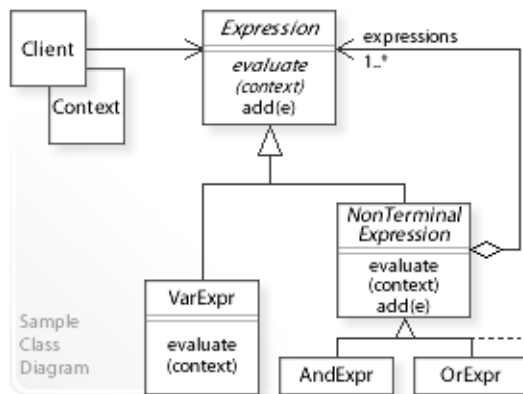 Client
Context
Expression
evaluate
(context)
add(e)
expressions
1..*
NonTerminal
Expression
evaluate
(context)
add(e)
VarExpr
evaluate
(context)
AndExpr
OrExpr
Sample
Class
Diagram